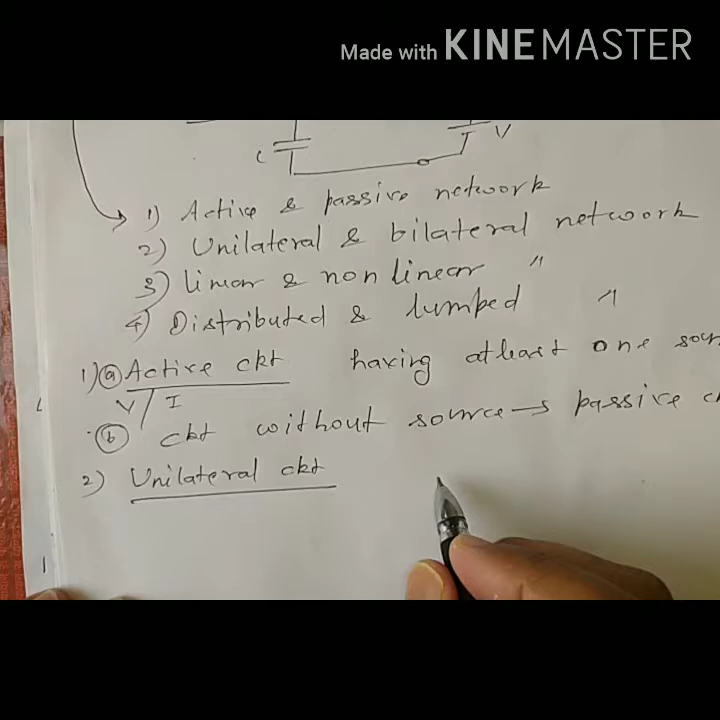 Made with KINEMASTER
C
V
1) Active & passive network
2) Unilateral & bilateral network
3) linear & non linear "
4) Distributed & lumped "
1) (a) Active ckt having atleast one sour
V/I
(b) ckt without source → passive c
2) Unilateral ckt